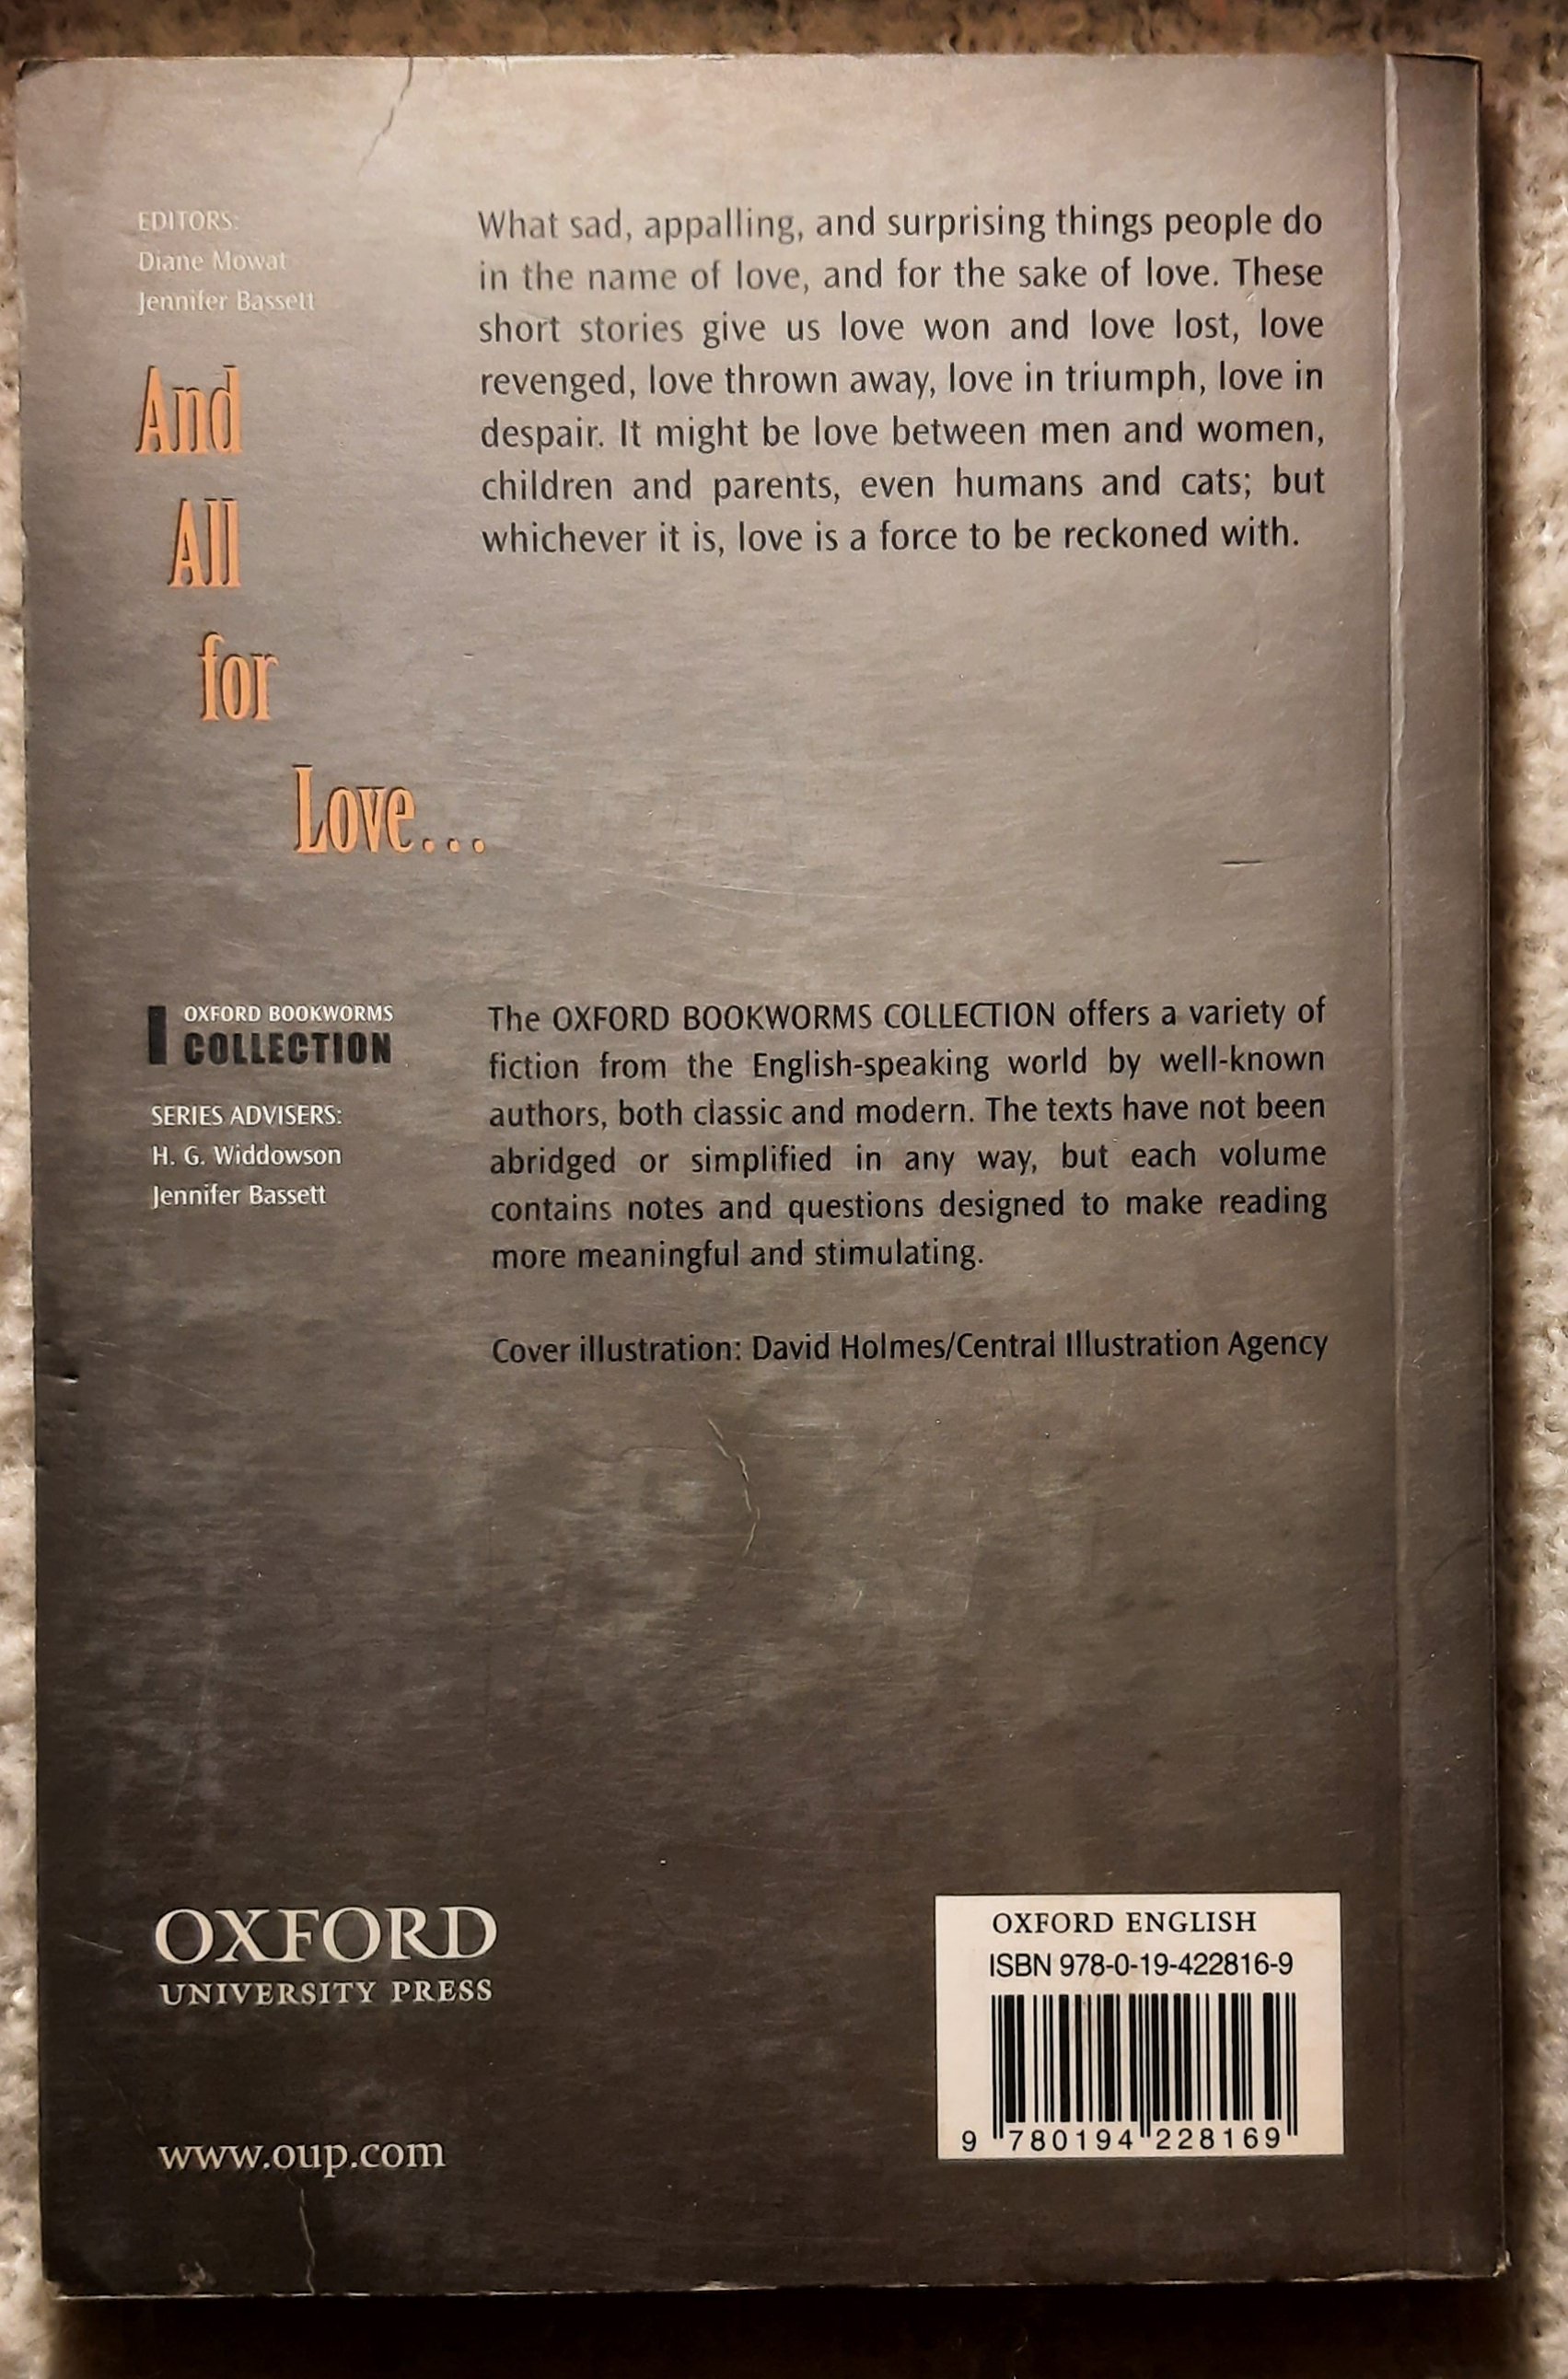 EDITORS:
Diane Mowat
Jennifer Bassett
And
All
for
Love...
What sad, appalling, and surprising things people do
in the name of love, and for the sake of love. These
short stories give us love won and love lost, love
revenged, love thrown away, love in triumph, love in
despair. It might be love between men and women,
children and parents, even humans and cats; but
whichever it is, love is a force to be reckoned with.
OXFORD BOOKWORMS
COLLECTION
SERIES ADVISERS:
H. G. Widdowson
Jennifer Bassett
The OXFORD BOOKWORMS COLLECTION offers a variety of
fiction from the English-speaking world by well-known
authors, both classic and modern. The texts have not been
abridged or simplified in any way, but each volume
contains notes and questions designed to make reading
more meaningful and stimulating.
Cover illustration: David Holmes/Central Illustration Agency
OXFORD
UNIVERSITY PRESS
www.oup.com
OXFORD ENGLISH
ISBN 978-0-19-422816-9
9 780194 228169